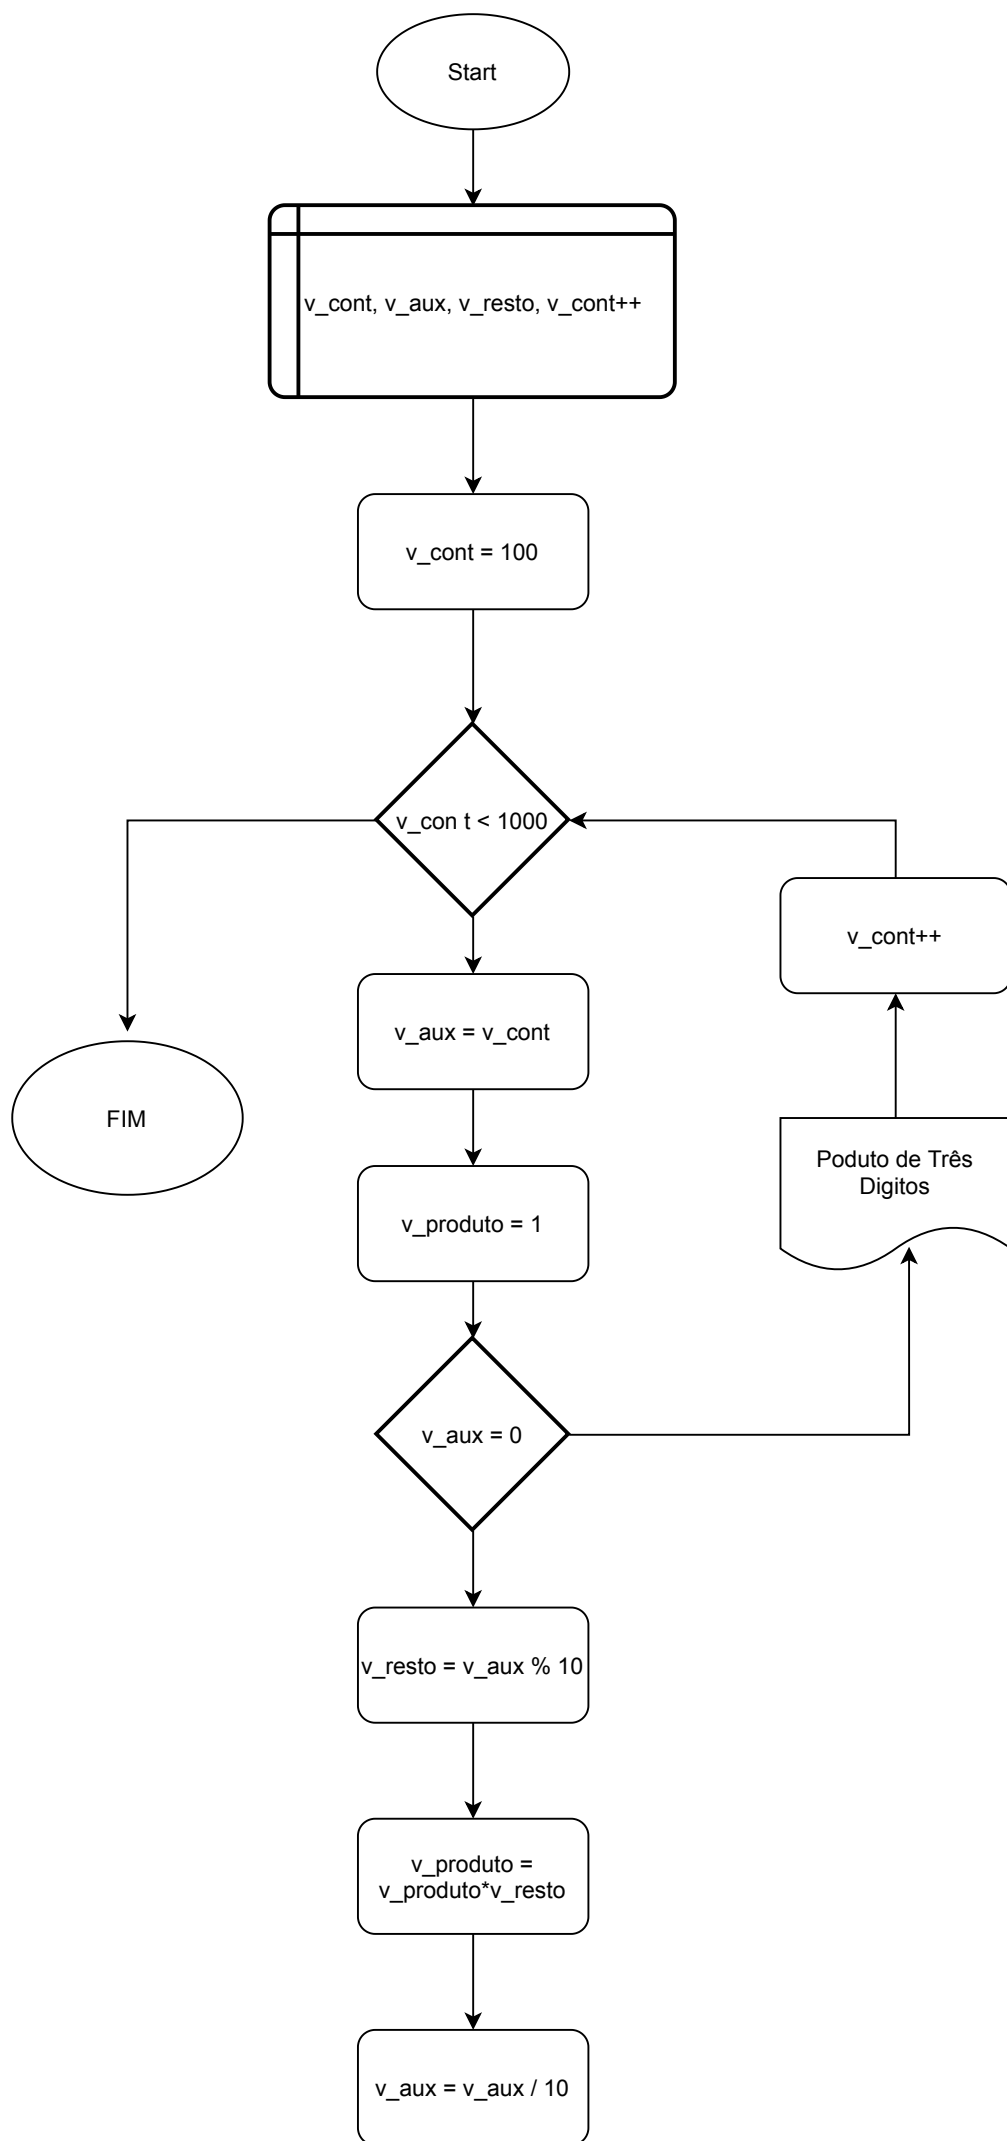 Start
v_cont, v_aux, v_resto, v_cont++
v_cont = 100
v_con t < 1000
v_cont++
v_aux = v_cont
FIM
Poduto de Três
Digitos
v_produto = 1
v_aux = 0
v_resto = v_aux % 10
v_produto =
v_produto*v_resto
v_aux = v_aux / 10